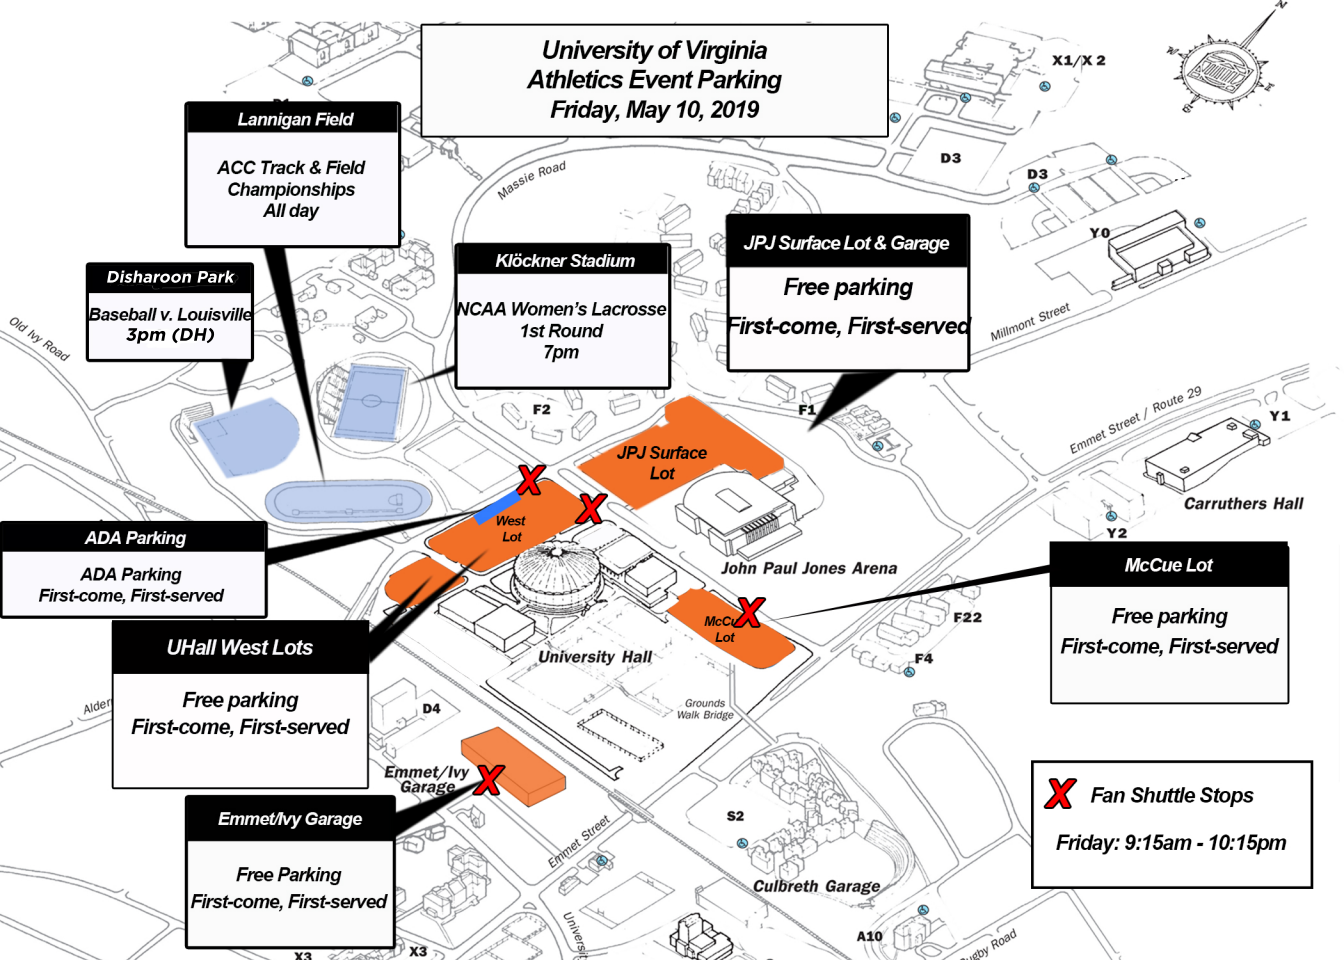 University of Virginia
Athletics Event Parking
Friday, May 10, 2019
N
E
S
X1/X 2
D3
D3
Y0
Lannigan Field
ACC Track & Field
Championships
All day
Massie Road
JPJ Surface Lot & Garage
Free parking
First-come, First-served
Klöckner Stadium
NCAA Women's Lacrosse
1st Round
7pm
Disharoon Park
Baseball v. Louisville
3pm (DH)
Old Ivy Road
Millmont Street
Emmet Street / Route 29
F2
F1
Y1
JPJ Surface
Lot
Carruthers Hall
Y2
X
X
West
Lot
ADA Parking
ADA Parking
First-come, First-served
John Paul Jones Arena
McCue Lot
Free parking
First-come, First-served
X
McCu
Lot
F22
F4
UHall West Lots
Free parking
First-come, First-served
University Hall
Grounds
Walk Bridge
Alder
D4
Emmet/Ivy
Garage
X
Emmet/Ivy Garage
Free Parking
First-come, First-served
X Fan Shuttle Stops
Friday: 9:15am - 10:15pm
S2
Emmet Street
Culbreth Garage
A10
Rugby Road
Universit
X3
X3